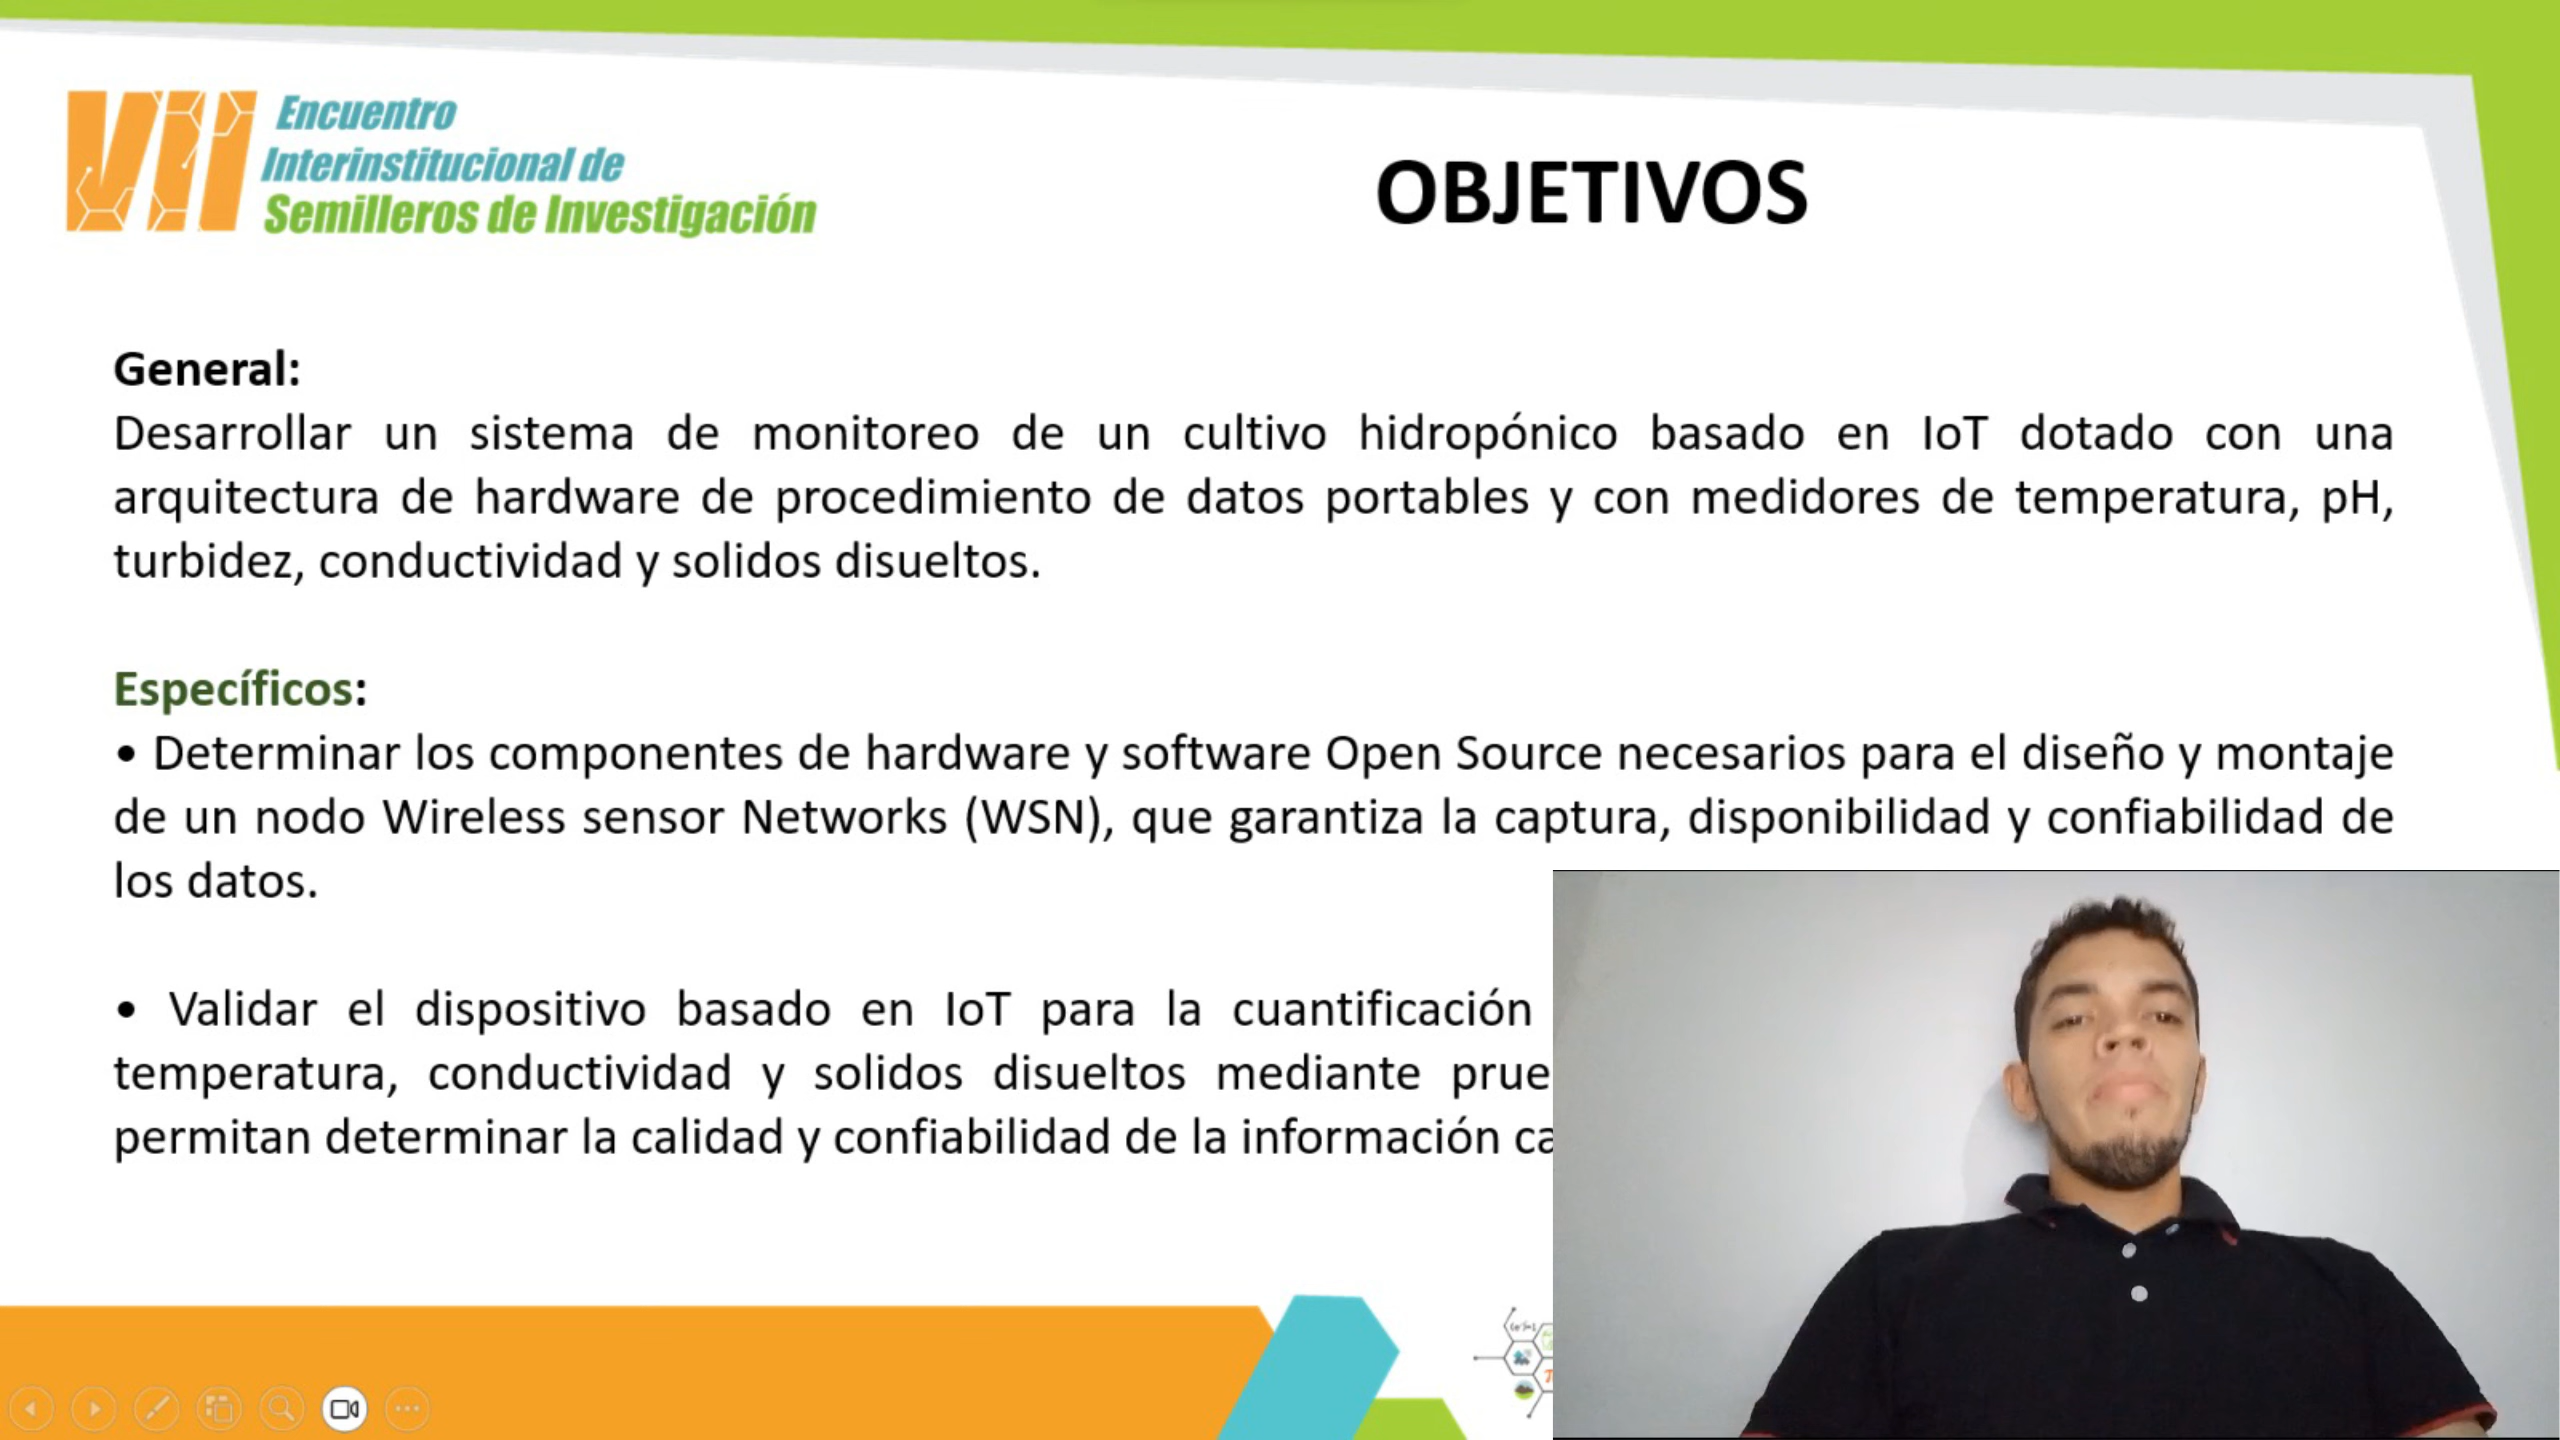 VII
Encuentro
Interinstitucional de
Semilleros de Investigación
OBJETIVOS
General:
Desarrollar un sistema de monitoreo de un cultivo hidropónico basado en IoT dotado con una
arquitectura de hardware de procedimiento de datos portables y con medidores de temperatura, pH,
turbidez, conductividad y solidos disueltos.
Específicos:
• Determinar los componentes de hardware y software Open Source necesarios para el diseño y montaje
de un nodo Wireless sensor Networks (WSN), que garantiza la captura, disponibilidad y confiabilidad de
los datos.
• Validar el dispositivo basado en IoT para la cuantificación
temperatura, conductividad y solidos disueltos mediante prue
permitan determinar la calidad y confiabilidad de la información ca